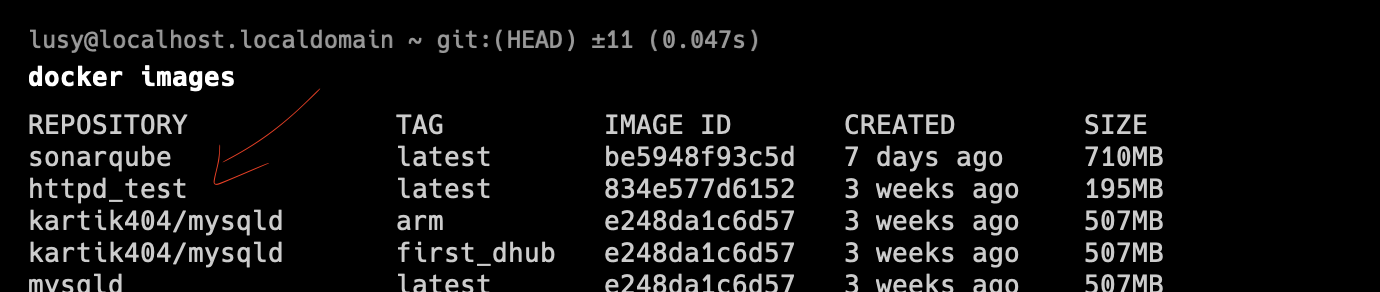 lusy@localhost.localdomain ~ git:(HEAD) ±11 (0.047s)
docker images
REPOSITORY TAG IMAGE ID CREATED SIZE
sonarqube latest be5948f93c5d 7 days ago 710MB
httpd_test latest 834e577d6152 3 weeks ago 195MB
kartik404/mysqld arm e248da1c6d57 3 weeks ago 507MB
kartik404/mysqld first_dhub e248da1c6d57 3 weeks ago 507MB
mysqld latest e248da1c6d57 3 weeks ago 507MB